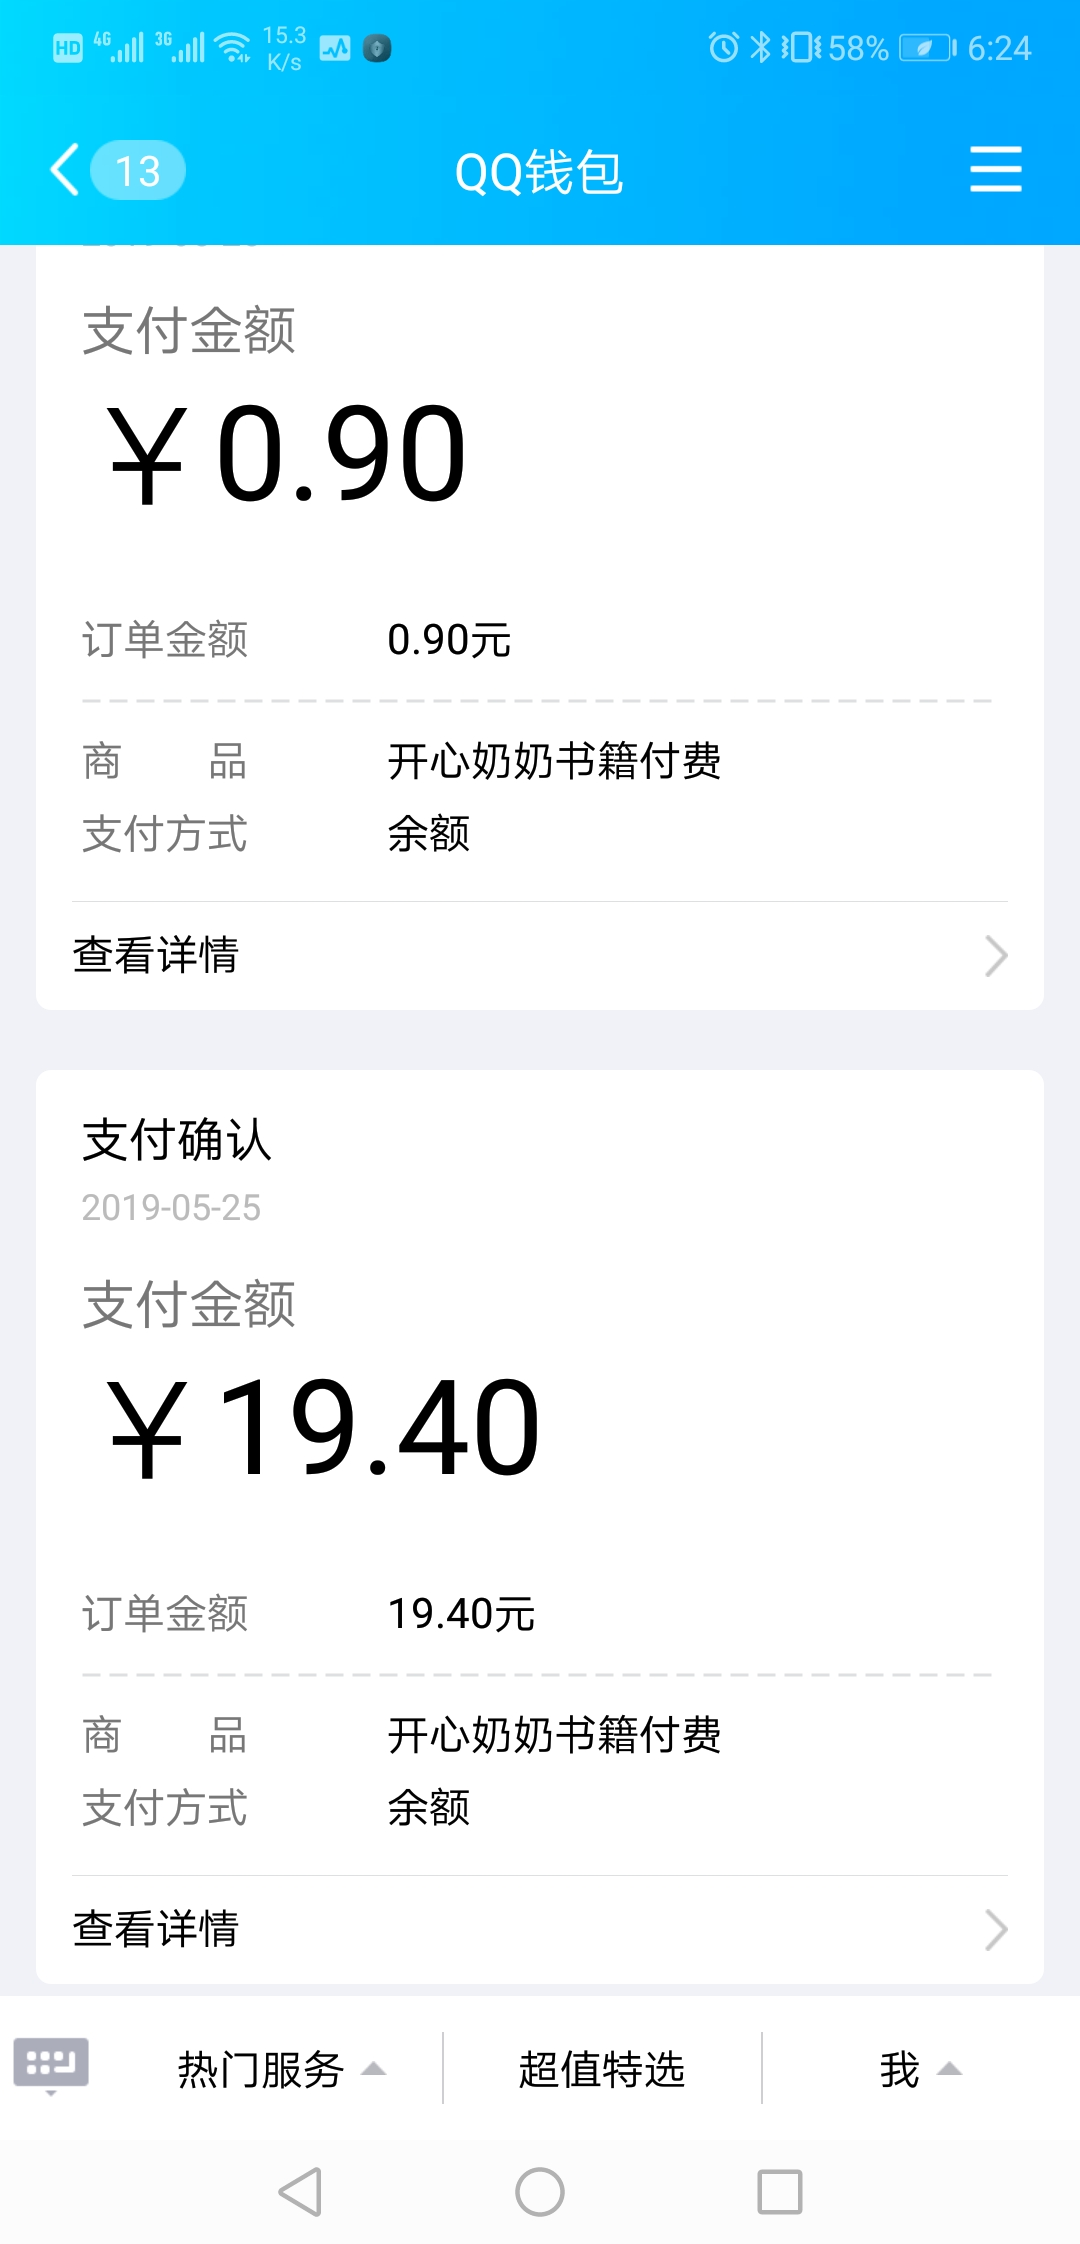 HD 4G 3G 15.3 K/s 58% 6:24
13 QQ钱包
支付金额
￥0.90
订单金额 0.90元
商品 开心奶奶书籍付费
支付方式 余额
查看详情
支付确认
2019-05-25
支付金额
￥19.40
订单金额 19.40元
商品 开心奶奶书籍付费
支付方式 余额
查看详情
热门服务 超值特选 我